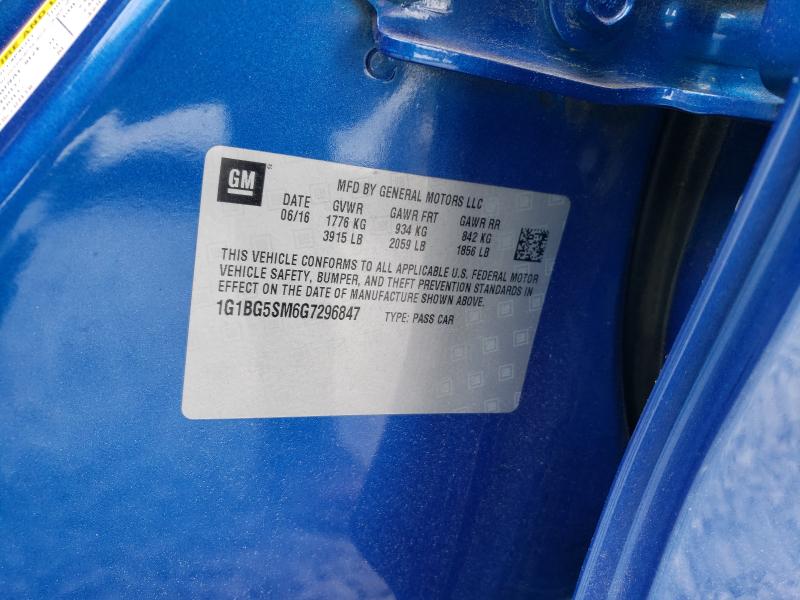 GM
MFD BY GENERAL MOTORS LLC
DATE GVWR GAWR FRT GAWR RR
06/16 1776 KG 934 KG 842 KG
3915 LB 2059 LB 1856 LB
THIS VEHICLE CONFORMS TO ALL APPLICABLE U.S. FEDERAL MOTOR
VEHICLE SAFETY, BUMPER, AND THEFT PREVENTION STANDARDS IN
EFFECT ON THE DATE OF MANUFACTURE SHOWN ABOVE.
1G1BG5SM6G7296847 TYPE: PASS CAR